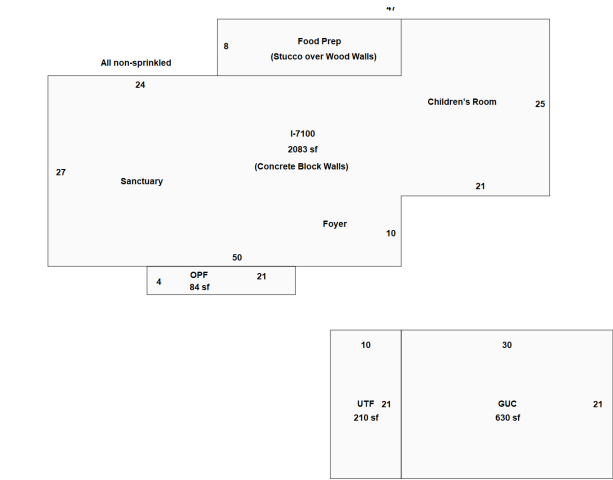 47
8
Food Prep
(Stucco over Wood Walls)
All non-sprinkled
24
Children's Room
25
I-7100
2083 sf
(Concrete Block Walls)
27
Sanctuary
21
Foyer
10
50
OPF
21
4
84 sf
10
30
UTF 21
210 sf
GUC
630 sf
21